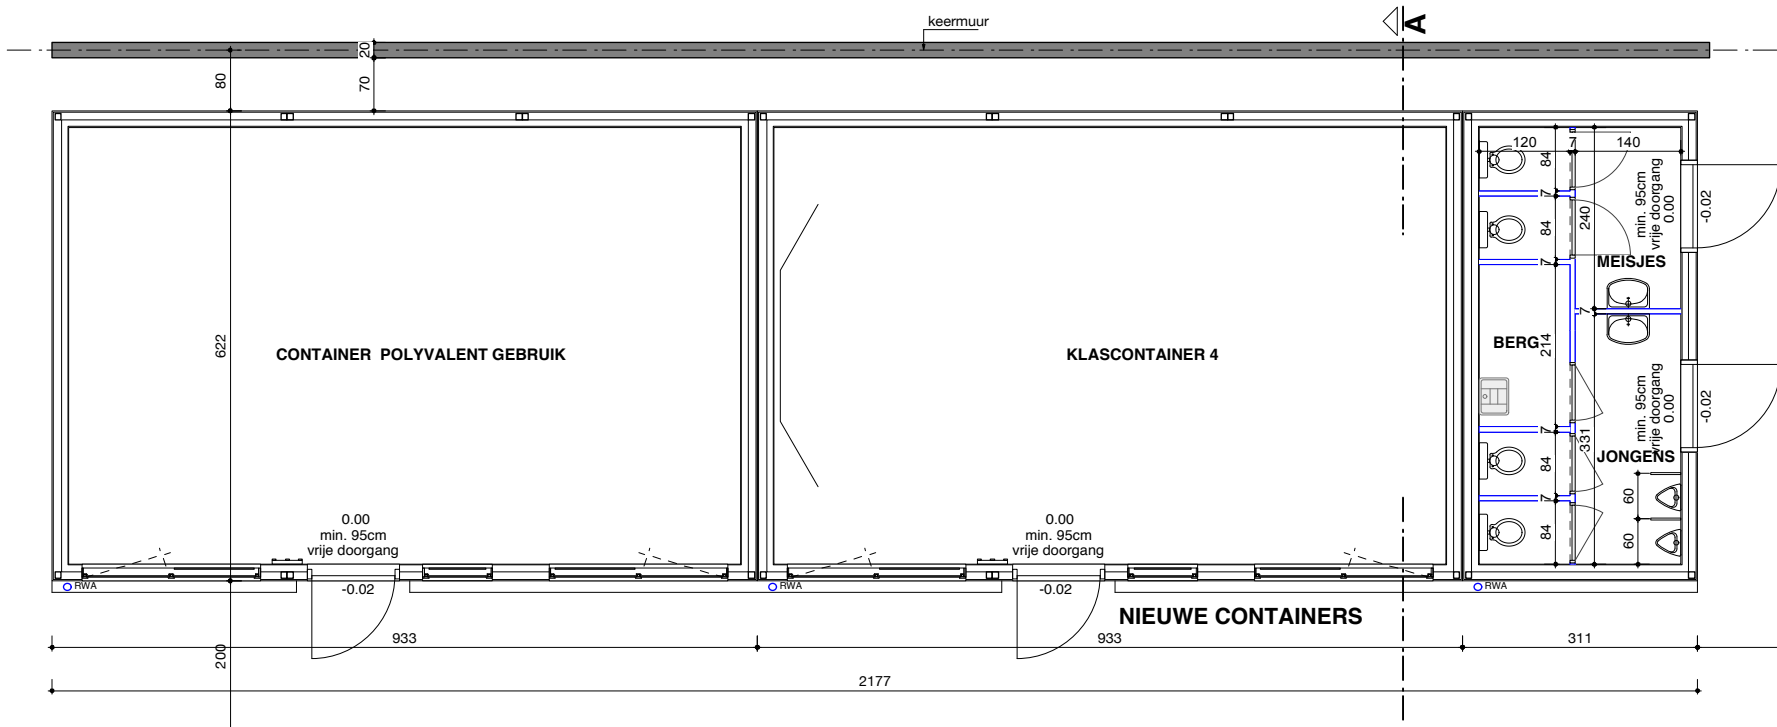 keermuur
A
20
80
70
120
7
140
84
7
84
7
240
min. 95cm
vrije doorgang
0.00
-0.02
MEISJES
622
CONTAINER POLYVALENT GEBRUIK
KLASCONTAINER 4
BERG
214
7
min. 95cm
vrije doorgang
0.00
-0.02
7
331
JONGENS
84
7
84
60
60
0.00
min. 95cm
vrije doorgang
-0.02
0.00
min. 95cm
vrije doorgang
-0.02
RWA
RWA
RWA
NIEUWE CONTAINERS
200
933
933
311
2177